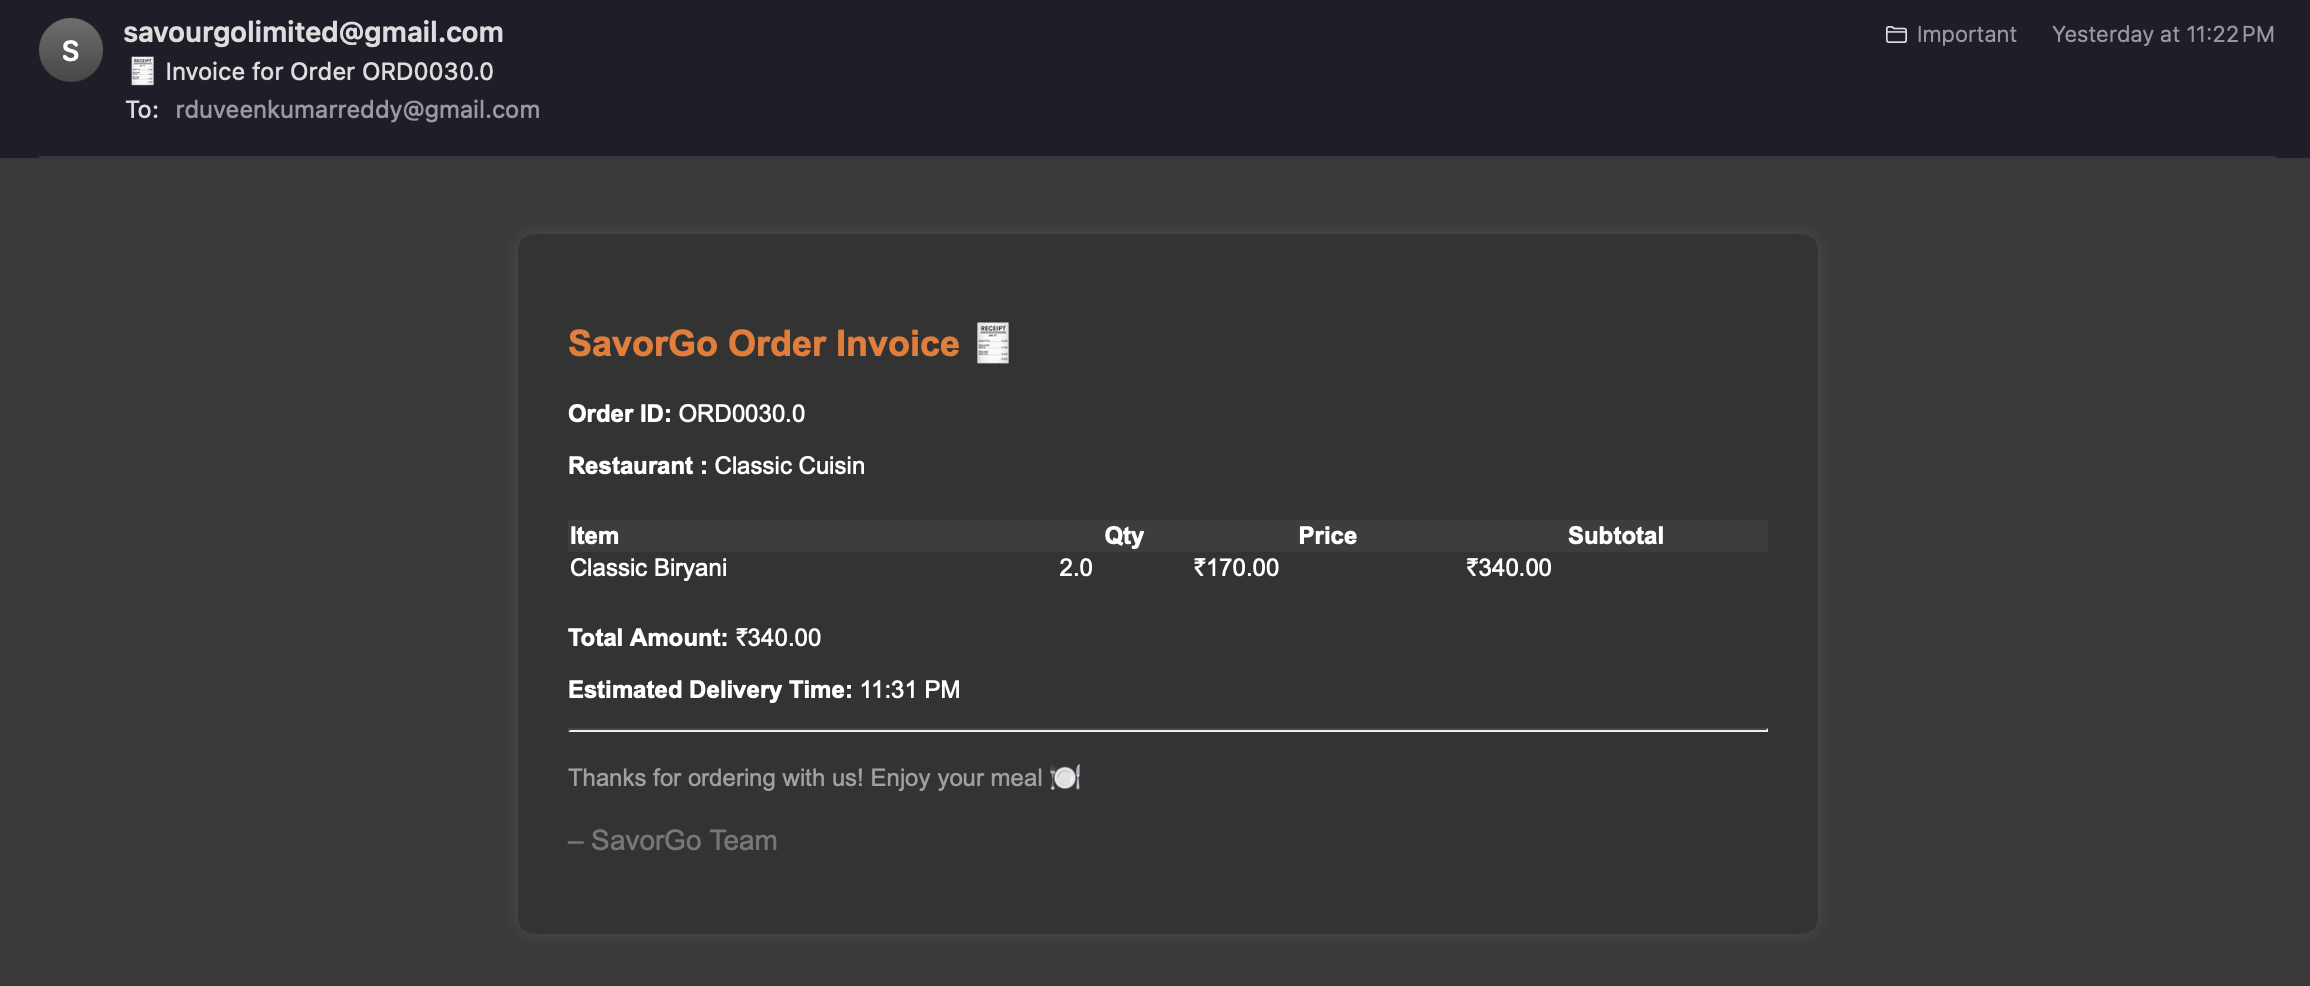 S
savourgolimited@gmail.com
Important
Yesterday at 11:22 PM
Invoice for Order ORD0030.0
To: rduveenkumarreddy@gmail.com
SavorGo Order Invoice
RECEIPT
Order ID: ORD0030.0
Restaurant : Classic Cuisin
Item Qty Price Subtotal
Classic Biryani 2.0 ₹170.00 ₹340.00
Total Amount: ₹340.00
Estimated Delivery Time: 11:31 PM
Thanks for ordering with us! Enjoy your meal
– SavorGo Team